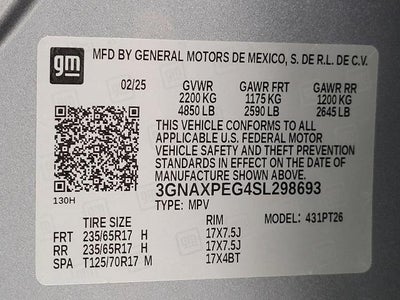 gm
MFD BY GENERAL MOTORS DE MEXICO, S. DE R.L. DE C.V.
02/25 GVWR GAWR FRT GAWR RR
2200 KG 1175 KG 1200 KG
4850 LB 2590 LB 2645 LB
THIS VEHICLE CONFORMS TO ALL
APPLICABLE U.S. FEDERAL MOTOR
VEHICLE SAFETY AND THEFT PREVENTION
STANDARDS IN EFFECT ON THE DATE OF
MANUFACTURE SHOWN ABOVE.
3GNAXPEG4SL298693
130H
TYPE: MPV
TIRE SIZE RIM MODEL: 431PT26
FRT 235/65R17 H 17X7.5J
RR 235/65R17 H 17X7.5J
SPA T125/70R17 M 17X4BT